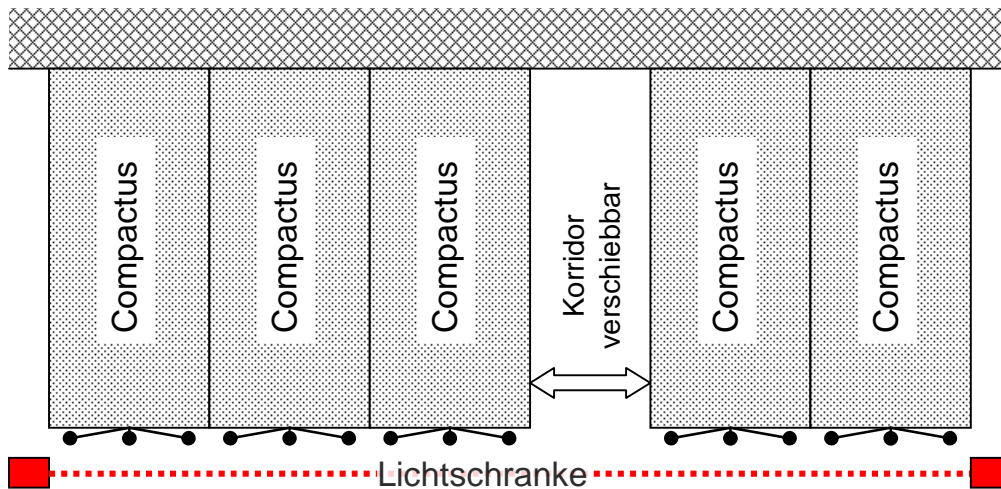 Compactus
Compactus
Compactus
Korridor
verschiebbar
Compactus
Compactus
Lichtschranke